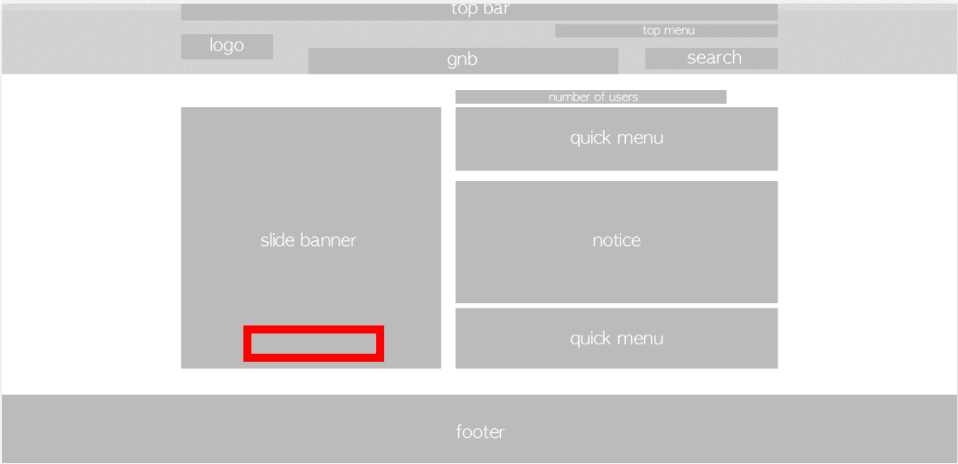 top bar
top menu
logo
gnb
search
number of users
quick menu
slide banner
notice
quick menu
footer